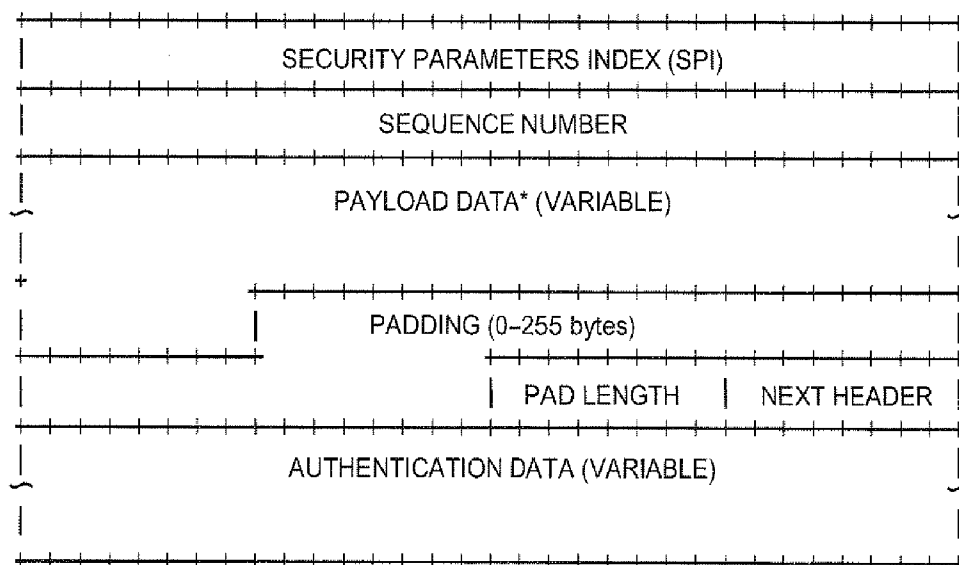 SECURITY PARAMETERS INDEX (SPI)
SEQUENCE NUMBER
PAYLOAD DATA* (VARIABLE)
PADDING (0–255 bytes)
PAD LENGTH NEXT HEADER
AUTHENTICATION DATA (VARIABLE)